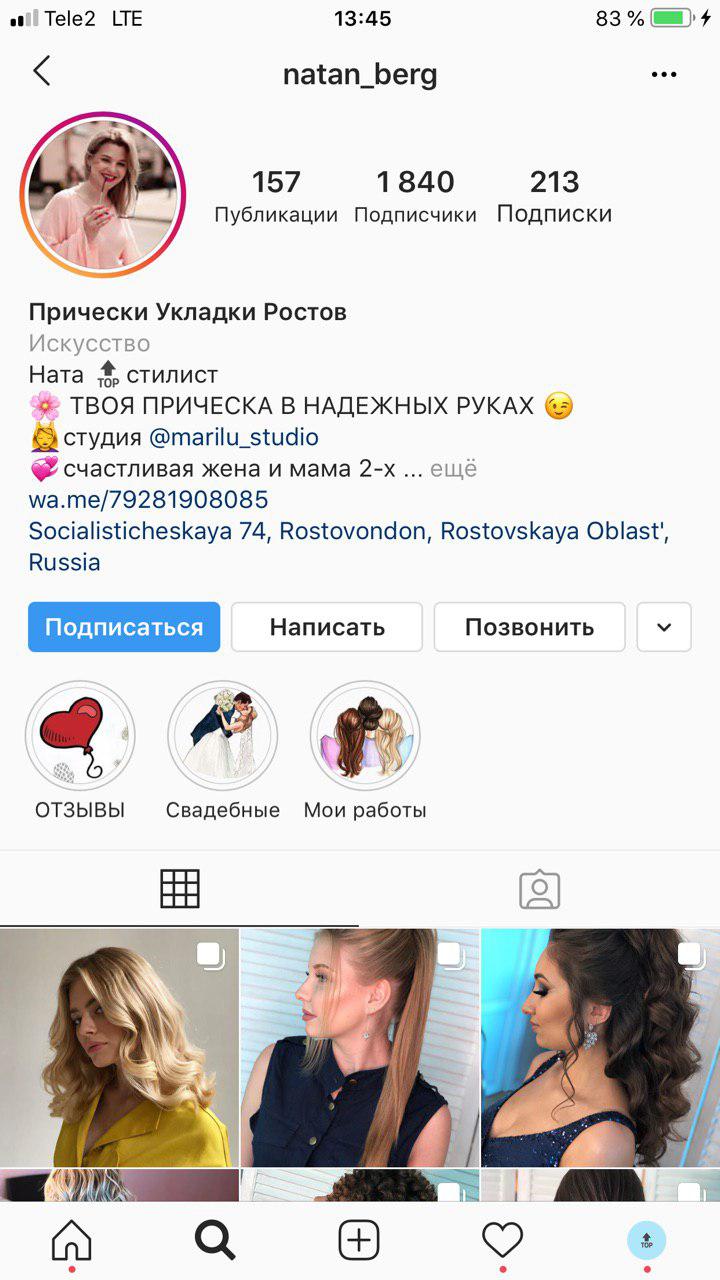 Tele2 LTE 13:45 83 %
natan_berg
157 1 840 213
Публикации Подписчики Подписки
Прически Укладки Ростов
Искусство
Ната 🔝 стилист
🌸 ТВОЯ ПРИЧЕСКА В НАДЕЖНЫХ РУКАХ 😉
💆студия @marilu_studio
💞счастливая жена и мама 2-х ... ещё
wa.me/79281908085
Socialisticheskaya 74, Rostovondon, Rostovskaya Oblast',
Russia
Подписаться Написать Позвонить
ОТЗЫВЫ Свадебные Мои работы
TOP